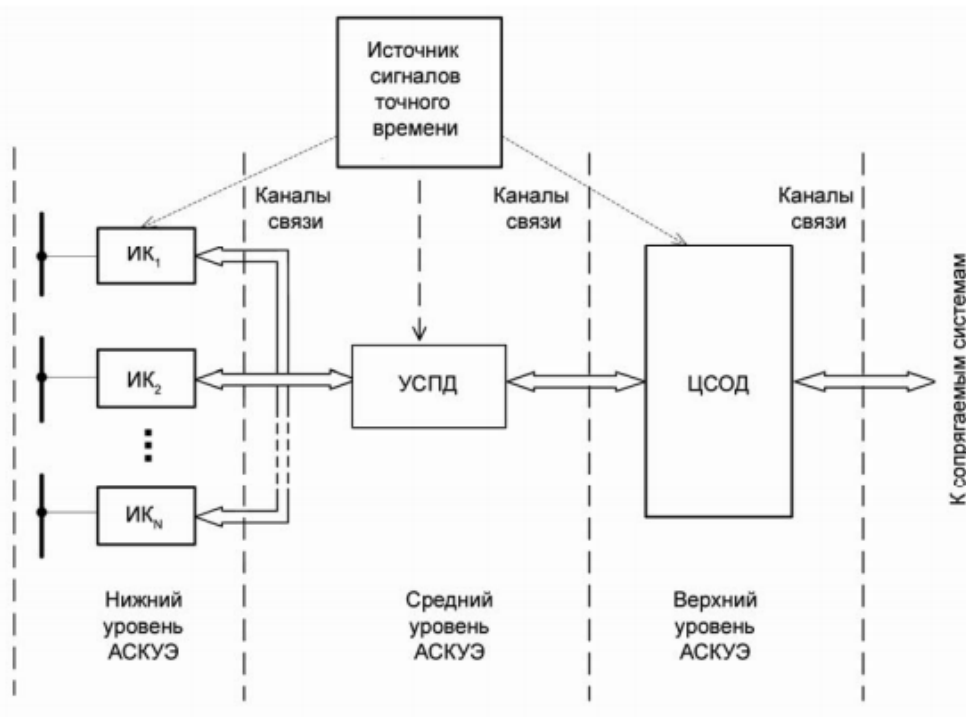 Источник
сигналов
точного
времени
Каналы
связи
Каналы
связи
Каналы
связи
ИК₁
ИК₂
ИКN
УСПД
ЦСОД
К сопрягаемым системам
Нижний
уровень
АСКУЭ
Средний
уровень
АСКУЭ
Верхний
уровень
АСКУЭ